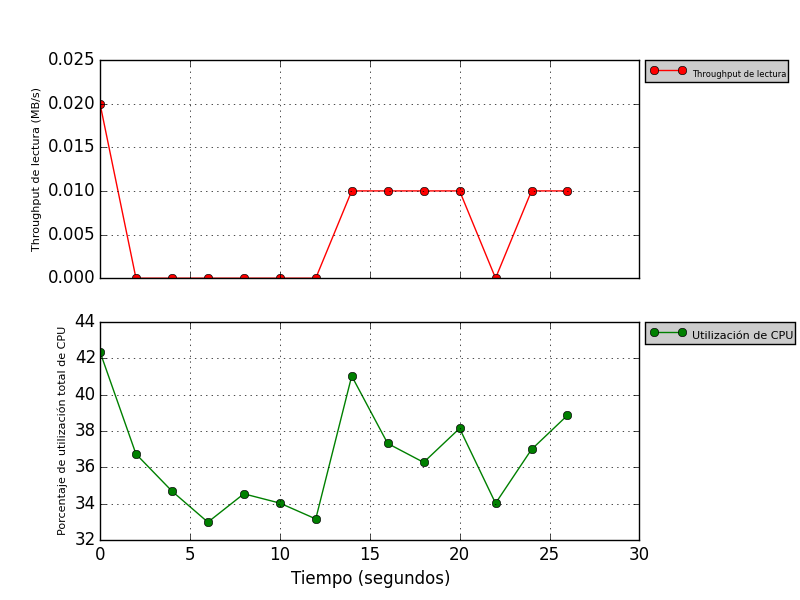 0.025
0.020
0.015
0.010
0.005
0.000
Throughput de lectura (MB/s)
Throughput de lectura
44
42
40
38
36
34
32
Porcentaje de utilización total de CPU
Utilización de CPU
0 5 10 15 20 25 30
Tiempo (segundos)